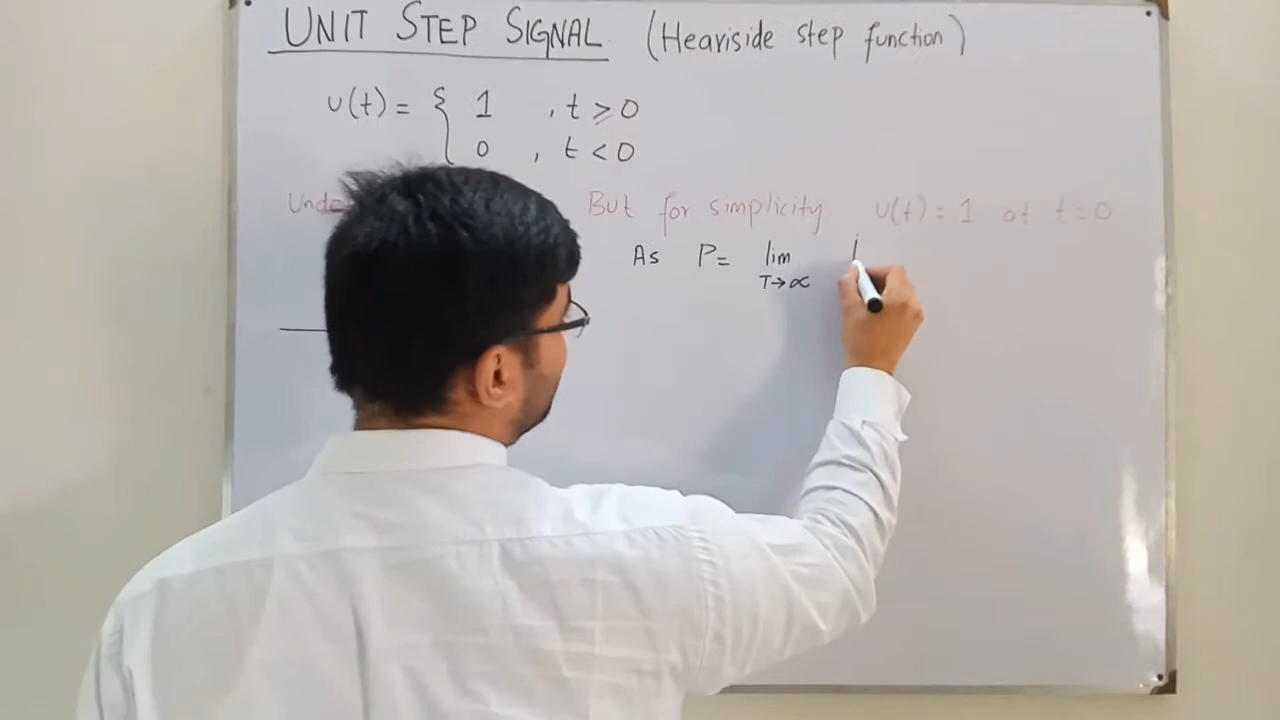 UNIT STEP SIGNAL (Heaviside step function)
u(t) = { 1 , t ≥ 0
0 , t < 0
But for simplicity u(t) = 1 at t = 0
As P = lim
T→∞